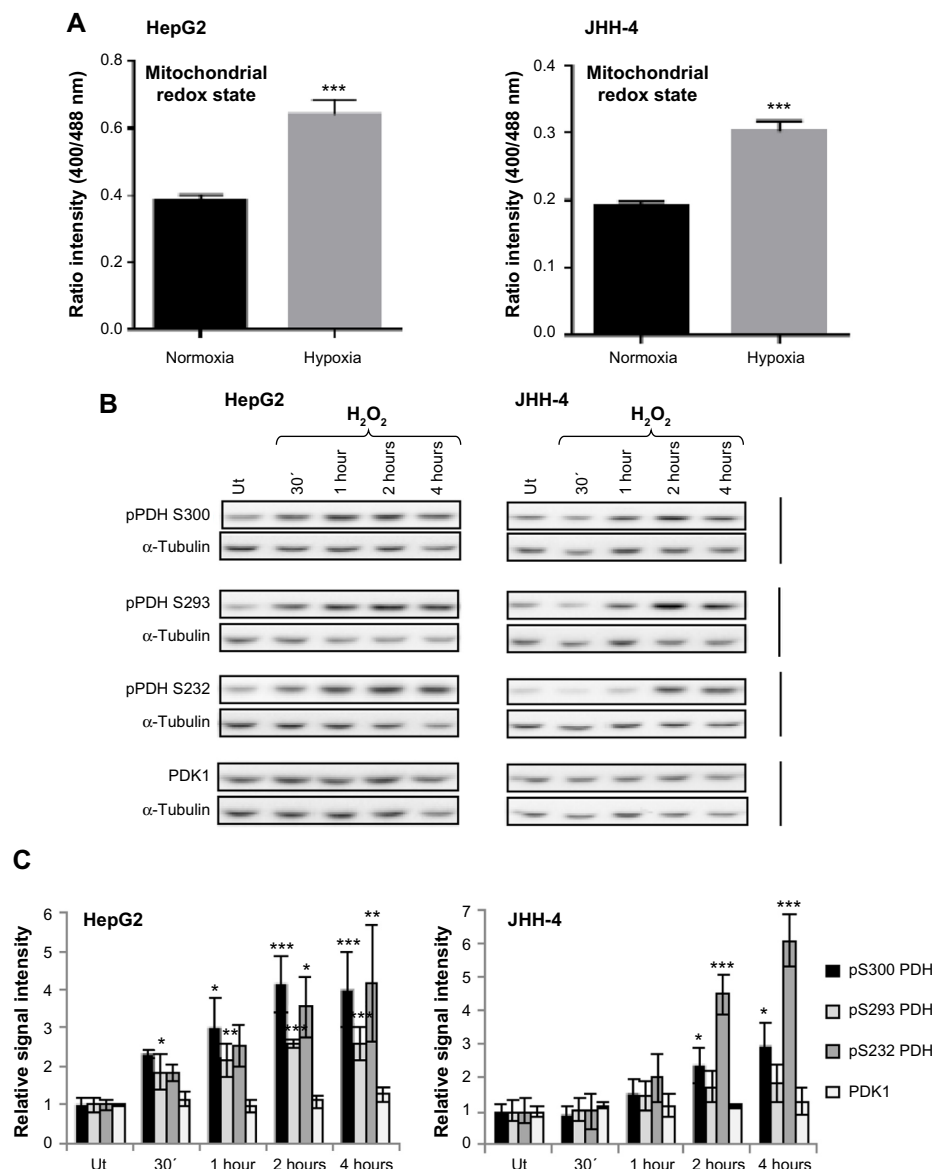 A
HepG2
Mitochondrial
redox state
***
Ratio intensity (400/488 nm)
0.8
0.6
0.4
0.2
0.0
Normoxia
Hypoxia
JHH-4
Mitochondrial
redox state
***
Ratio intensity (400/488 nm)
0.4
0.3
0.2
0.1
0.0
Normoxia
Hypoxia
B
HepG2
H₂O₂
Ut
30´
1 hour
2 hours
4 hours
JHH-4
H₂O₂
Ut
30´
1 hour
2 hours
4 hours
pPDH S300
α-Tubulin
pPDH S293
α-Tubulin
pPDH S232
α-Tubulin
PDK1
α-Tubulin
C
HepG2
Relative signal intensity
6
5
4
3
2
1
0
*
*
**
***
***
*
***
***
**
Ut
30´
1 hour
2 hours
4 hours
JHH-4
Relative signal intensity
7
6
5
4
3
2
1
0
*
***
*
***
Ut
30´
1 hour
2 hours
4 hours
pS300 PDH
pS293 PDH
pS232 PDH
PDK1